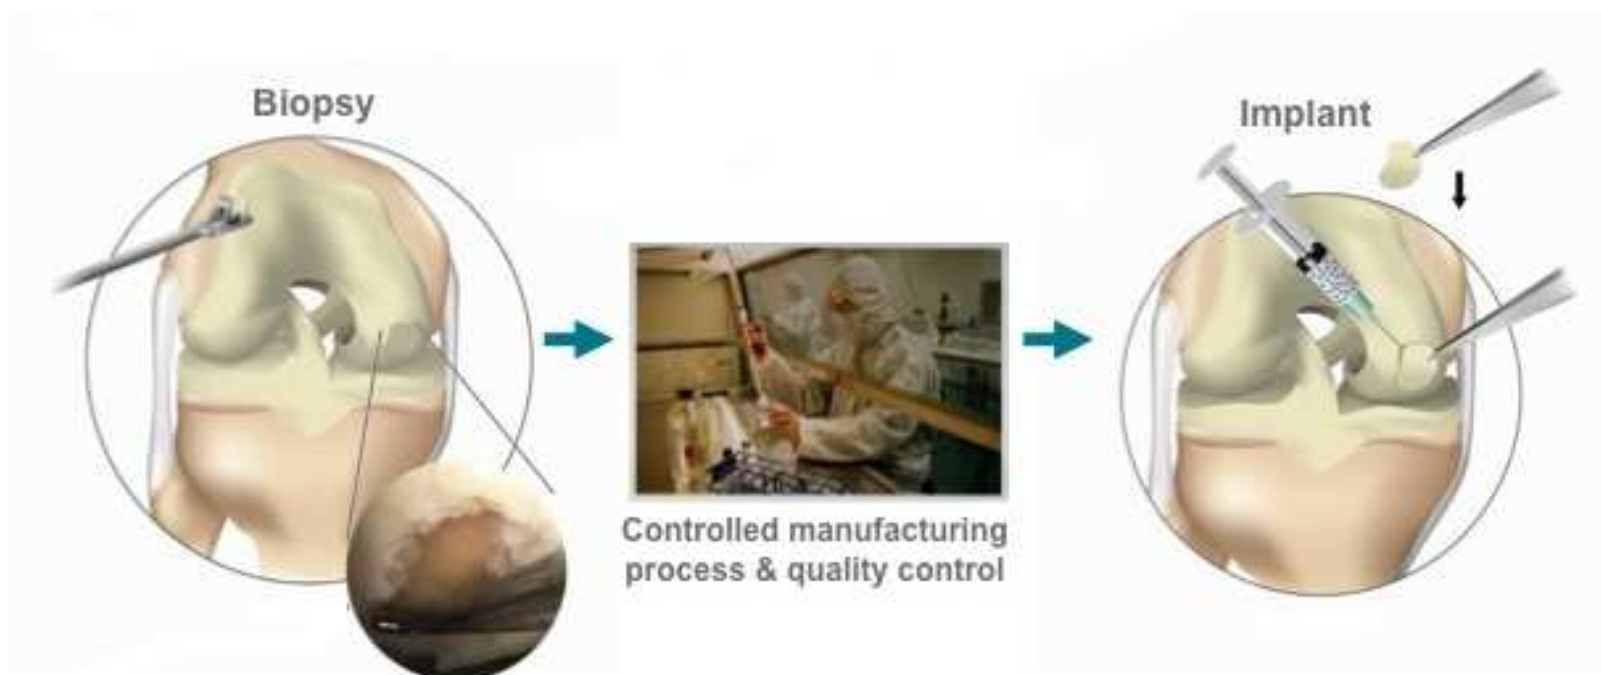 Biopsy
Implant
Controlled manufacturing
process & quality control